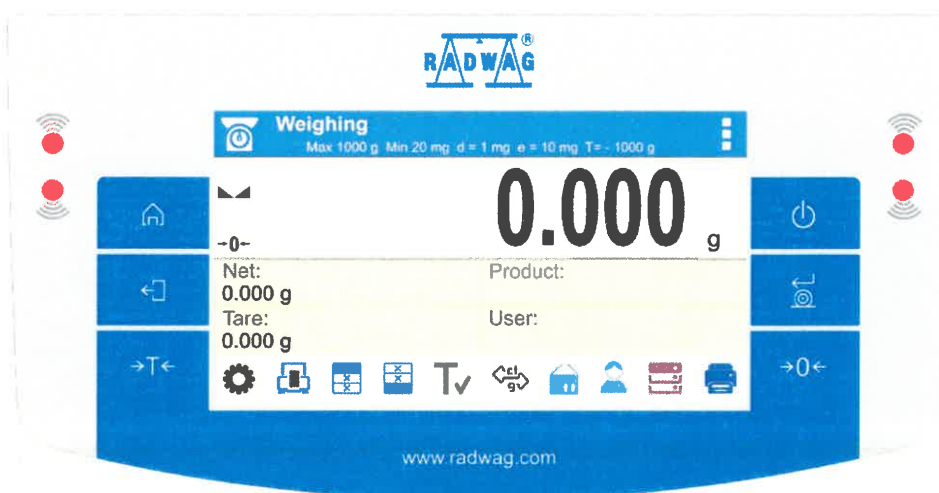 RADWAG®
Weighing
Max 1000 g Min 20 mg d = 1 mg e = 10 mg T= - 1000 g
0.000 g
→0←
Net:
0.000 g
Product:
Tare:
0.000 g
User:
→T←
T
ct
g
→0←
www.radwag.com